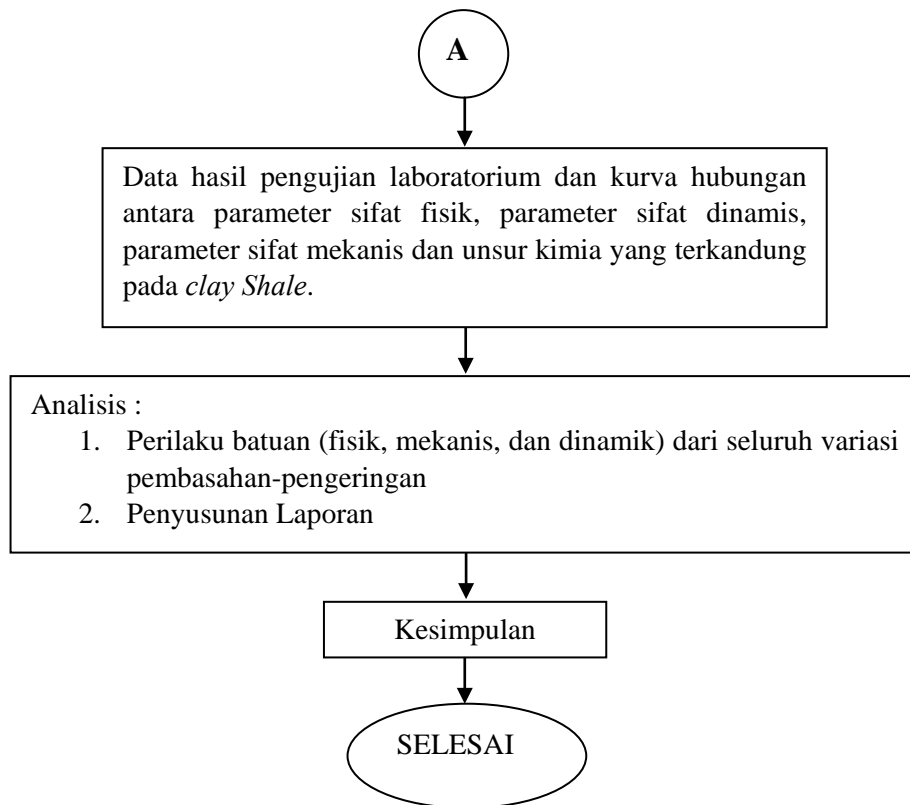 A
Data hasil pengujian laboratorium dan kurva hubungan
antara parameter sifat fisik, parameter sifat dinamis,
parameter sifat mekanis dan unsur kimia yang terkandung
pada clay Shale.
Analisis :
1. Perilaku batuan (fisik, mekanis, dan dinamik) dari seluruh variasi
pembasahan-pengeringan
2. Penyusunan Laporan
Kesimpulan
SELESAI